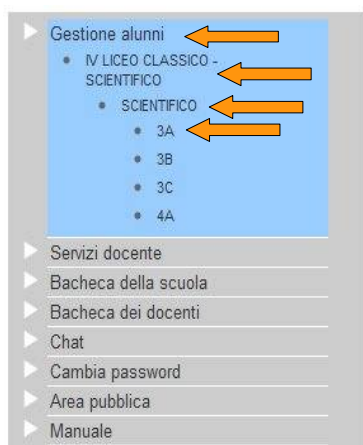 Gestione alunni
IV LICEO CLASSICO -
SCIENTIFICO
SCIENTIFICO
3A
3B
3C
4A
Servizi docente
Bacheca della scuola
Bacheca dei docenti
Chat
Cambia password
Area pubblica
Manuale